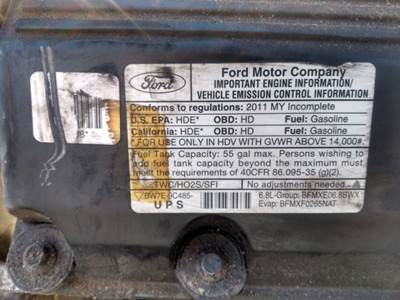 Ford
Ford Motor Company
IMPORTANT ENGINE INFORMATION/
VEHICLE EMISSION CONTROL INFORMATION
Conforms to regulations: 2011 MY Incomplete
U.S. EPA: HDE* OBD: HD Fuel: Gasoline
California: HDE* OBD: HD Fuel: Gasoline
*FOR USE ONLY IN HDV WITH GVWR ABOVE 14,000#.
Fuel Tank Capacity: 55 gal max. Persons wishing to
add fuel tank capacity beyond the maximum must
meet the requirements of 40CFR 86.095-35 (g)(2).
TWC/HO2S/SFI No adjustments needed.
BW7E-9C485- 6.8L-Group: BFMXE06.8BWX
UPS Evap: BFMXF0265NAT